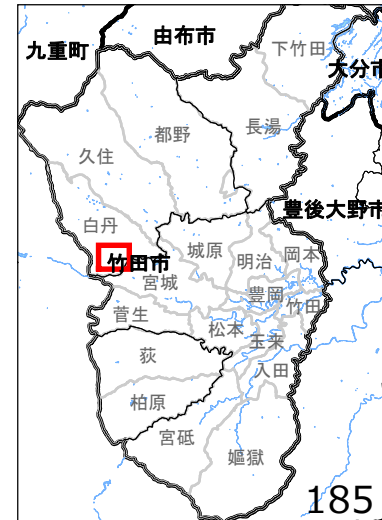 由布市
九重町
下竹田
大分市
都野
長湯
久住
豊後大野市
白丹
城原
明治
岡本
竹田市
宮城
豊岡
竹田
菅生
松本
玉来
荻
入田
柏原
宮砥
嫗獄
185